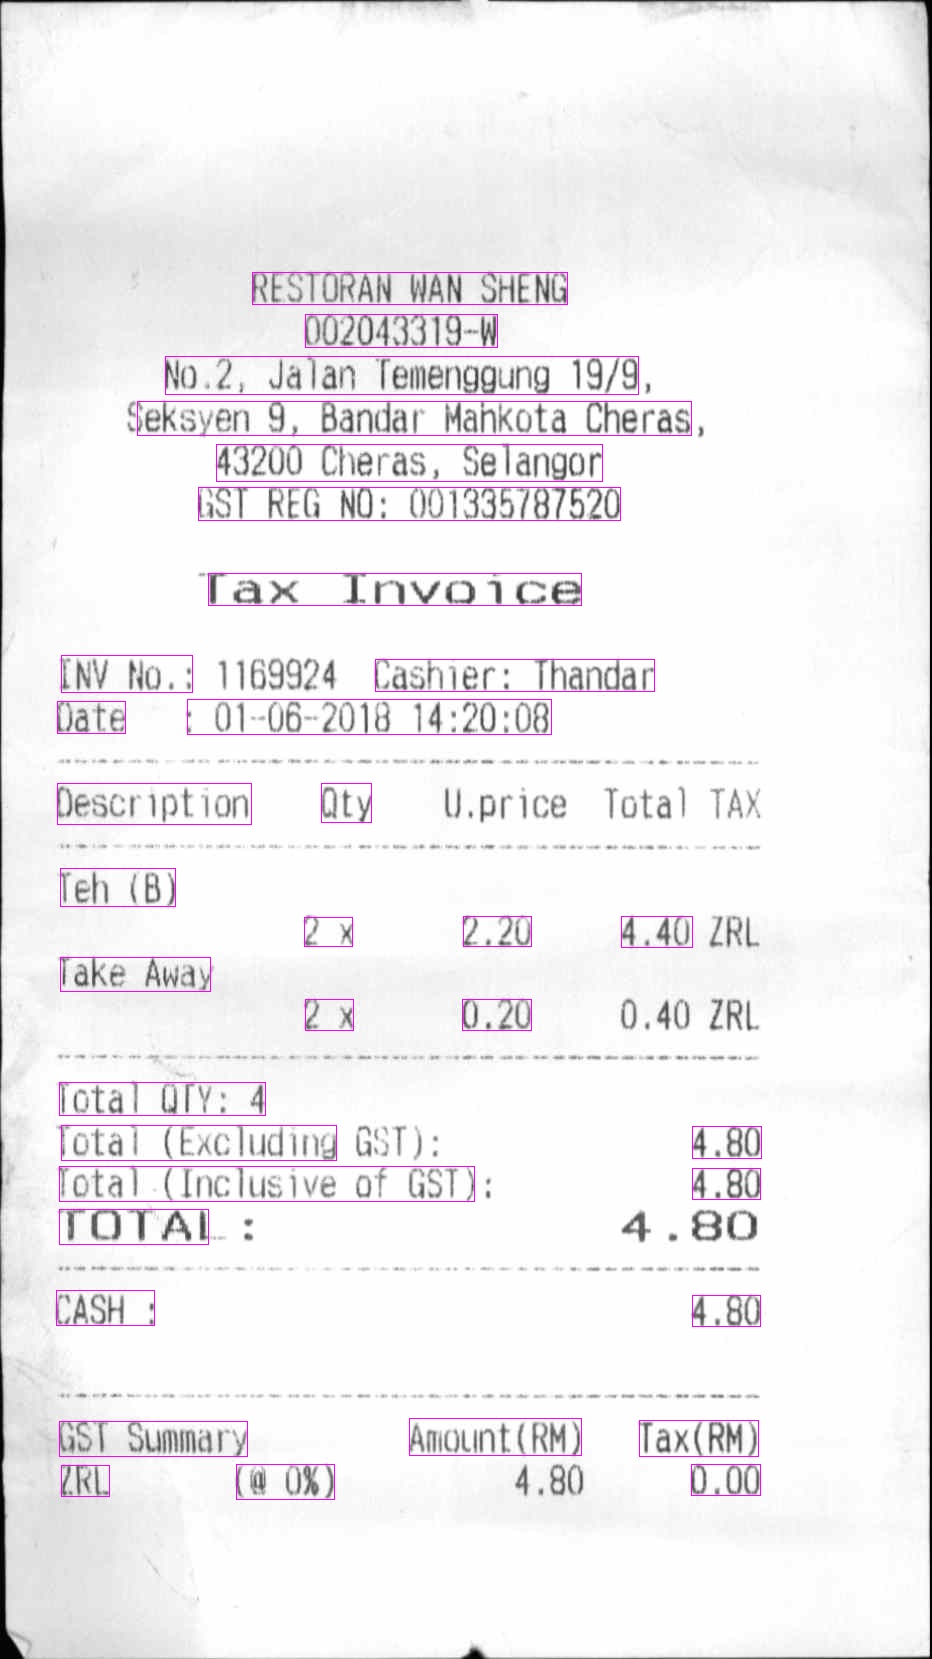 RESTORAN WAN SHENG
002043319-W
No.2, Jalan Temenggung 19/9,
Seksyen 9, Bandar Mahkota Cheras,
43200 Cheras, Selangor
GST REG NO: 001335787520
Tax Invoice
INV No.: 1169924 Cashier: Thandar
Date : 01-06-2018 14:20:08
Description Qty U.price Total TAX
Teh (B)
2 x 2.20 4.40 ZRL
Take Away
2 x 0.20 0.40 ZRL
Total QTY: 4
Total (Excluding GST): 4.80
Total (Inclusive of GST): 4.80
TOTAL : 4.80
CASH : 4.80
GST Summary Amount(RM) Tax(RM)
ZRL (@ 0%) 4.80 0.00